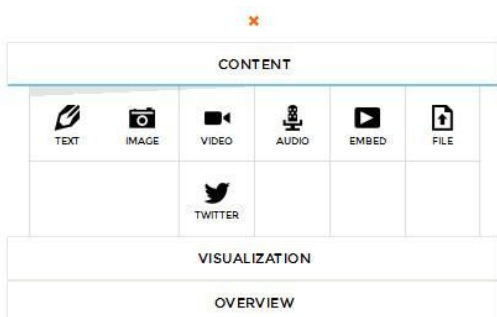 CONTENT
TEXT IMAGE VIDEO AUDIO EMBED FILE
TWITTER
VISUALIZATION
OVERVIEW